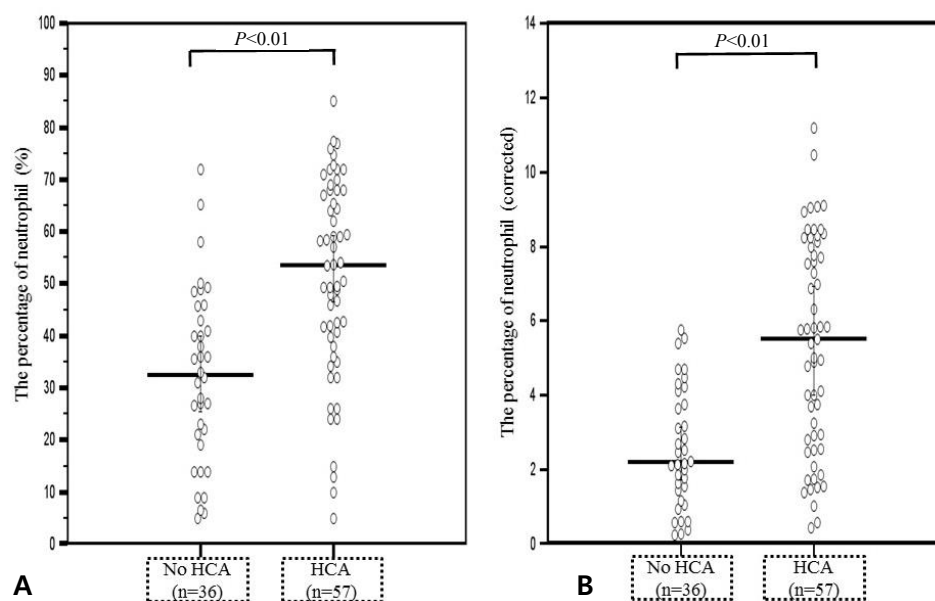 The percentage of neutrophil (%)
100
90
80
70
60
50
40
30
20
10
0
P<0.01
No HCA
(n=36)
HCA
(n=57)
A
The percentage of neutrophil (corrected)
14
12
10
8
6
4
2
0
P<0.01
No HCA
(n=36)
HCA
(n=57)
B